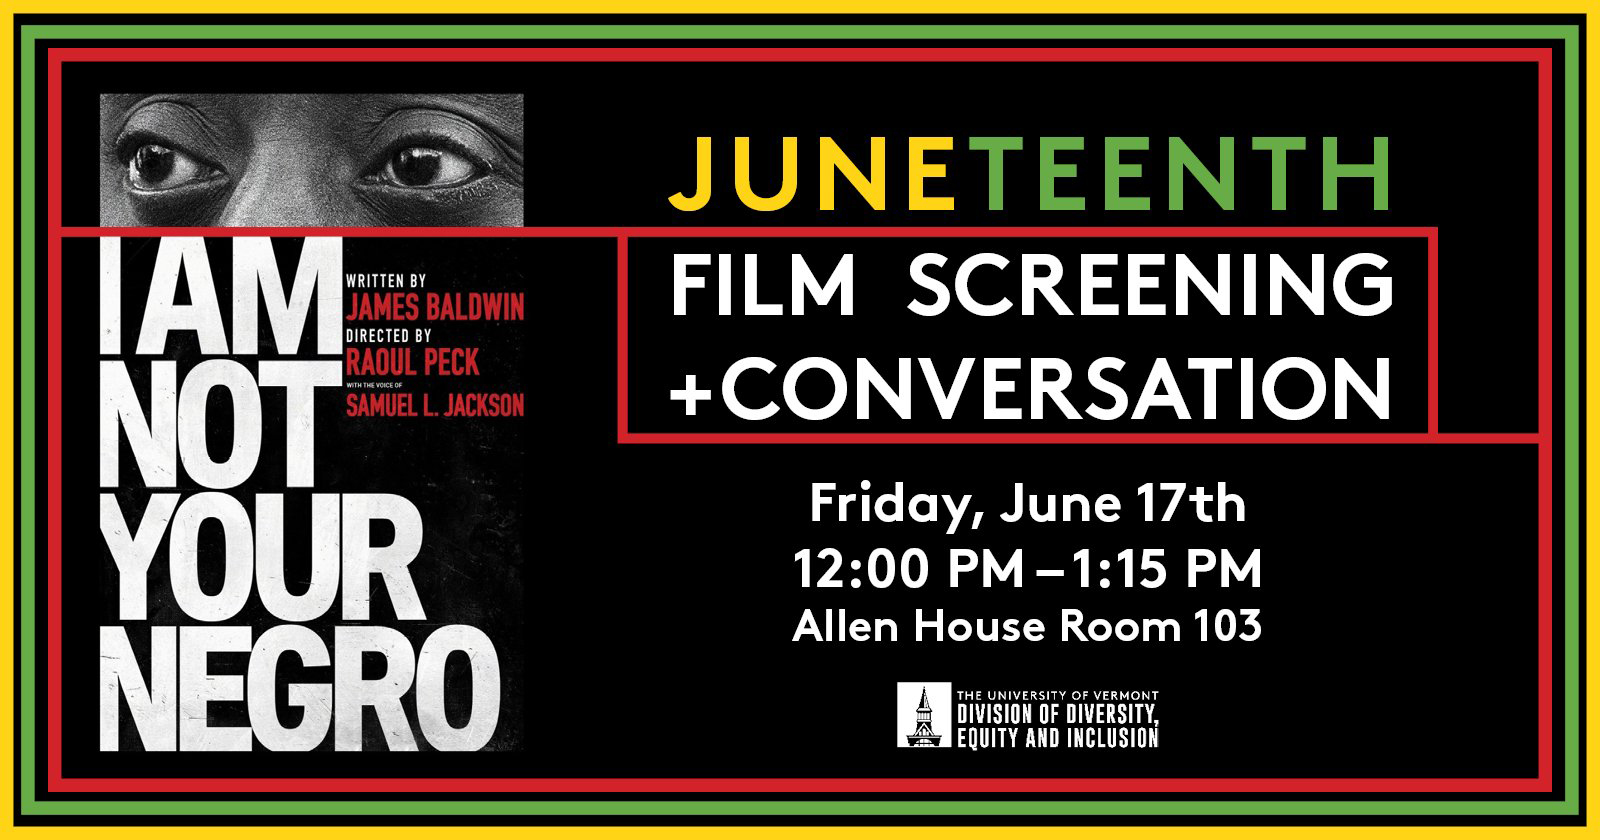 I AM
NOT
YOUR
NEGRO
WRITTEN BY
JAMES BALDWIN
DIRECTED BY
RAOUL PECK
WITH THE VOICE OF
SAMUEL L. JACKSON
JUNETEENTH
FILM SCREENING
+CONVERSATION
Friday, June 17th
12:00 PM – 1:15 PM
Allen House Room 103
THE UNIVERSITY OF VERMONT
DIVISION OF DIVERSITY,
EQUITY AND INCLUSION